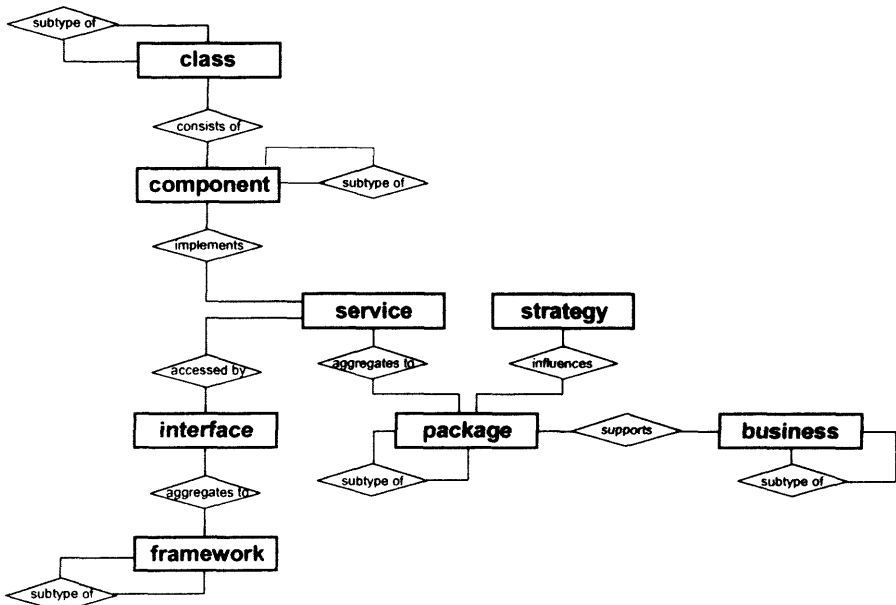 subtype of
class
consists of
component
subtype of
implements
service
strategy
aggregates to
influences
accessed by
interface
package
supports
business
aggregates to
subtype of
subtype of
framework
subtype of